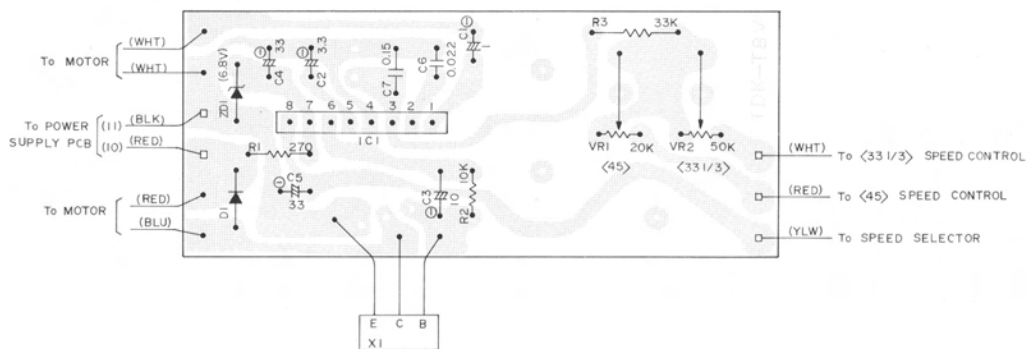 R3 33K
(WHT)
To MOTOR
(WHT)
ZD1 (6.8V)
C4 33
C2 3.3
C7 0.15
C6 0.022
C1 1
8 7 6 5 4 3 2 1
IC1
(11) (BLK)
To POWER
SUPPLY PCB
(10) (RED)
R1 270
VR1 20K
<45>
VR2 50K
<33 1/3>
(WHT) To <33 1/3> SPEED CONTROL
(RED) To <45> SPEED CONTROL
(YLW) To SPEED SELECTOR
C5
33
C3 10
R2 10K
D1
(RED)
To MOTOR
(BLU)
E C B
X1